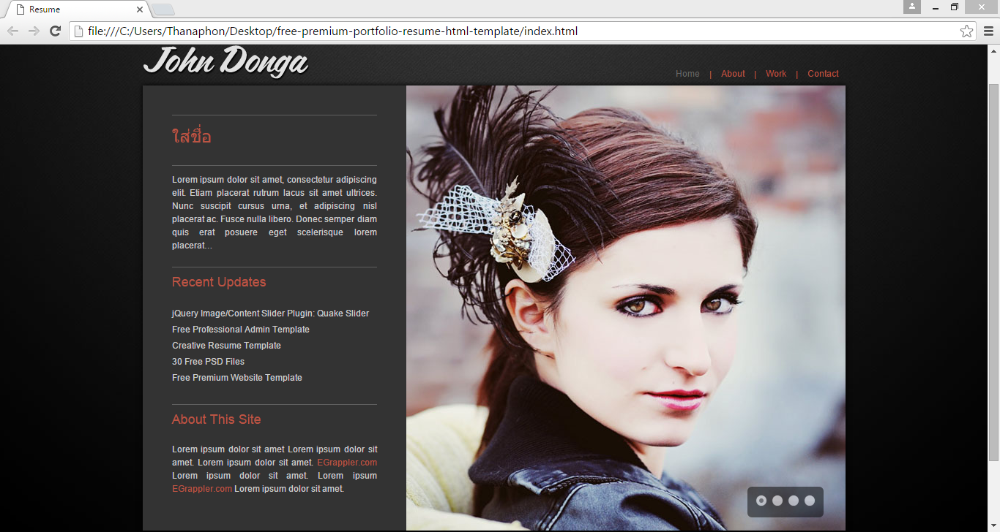 Resume
file:///C:/Users/Thanaphon/Desktop/free-premium-portfolio-resume-html-template/index.html
John Donga
Home | About | Work | Contact
ใส่ชื่อ
Lorem ipsum dolor sit amet, consectetur adipiscing
elit. Etiam placerat rutrum lacus sit amet ultrices.
Nunc suscipit cursus urna, et adipiscing nisl
placerat ac. Fusce nulla libero. Donec semper diam
quis erat posuere eget scelerisque lorem
placerat...
Recent Updates
jQuery Image/Content Slider Plugin: Quake Slider
Free Professional Admin Template
Creative Resume Template
30 Free PSD Files
Free Premium Website Template
About This Site
Lorem ipsum dolor sit amet Lorem ipsum dolor sit
amet. Lorem ipsum dolor sit amet. EGrappler.com
Lorem ipsum dolor sit amet. Lorem ipsum
EGrappler.com Lorem ipsum dolor sit amet.